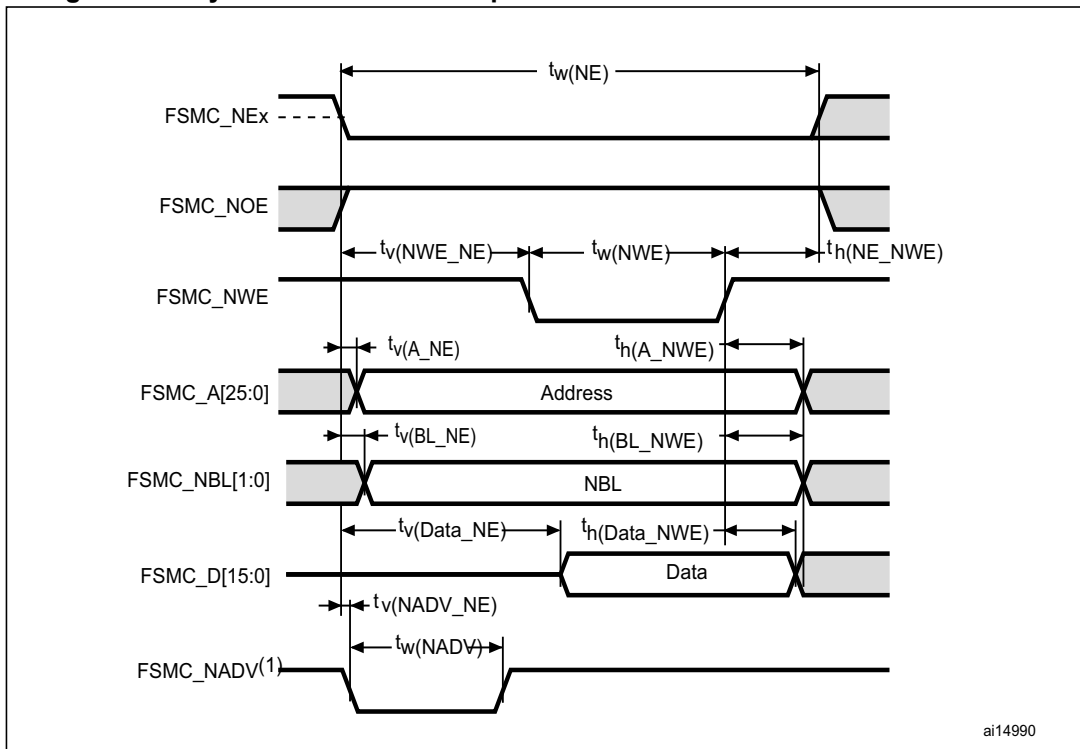 tw(NE)
FSMC_NEx
FSMC_NOE
tv(NWE_NE)
tw(NWE)
th(NE_NWE)
FSMC_NWE
tv(A_NE)
th(A_NWE)
FSMC_A[25:0]
Address
tv(BL_NE)
th(BL_NWE)
FSMC_NBL[1:0]
NBL
tv(Data_NE)
th(Data_NWE)
FSMC_D[15:0]
Data
tv(NADV_NE)
tw(NADV)
FSMC_NADV(1)
ai14990